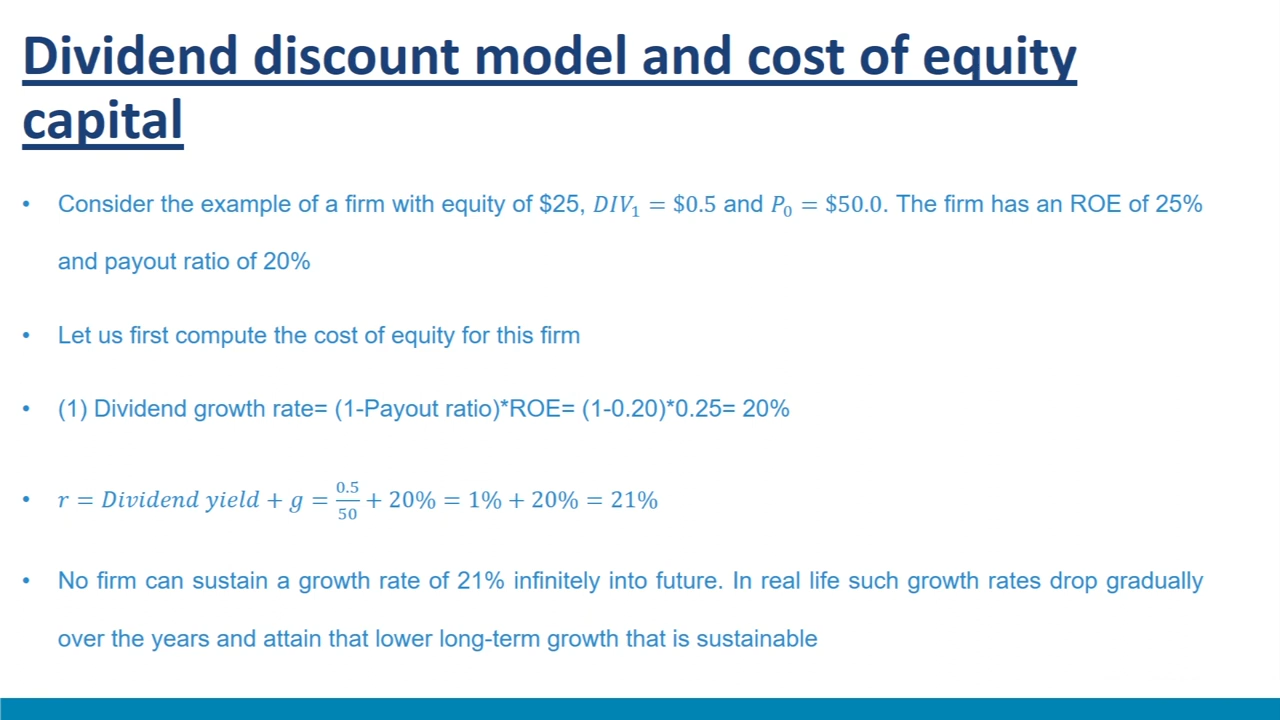 Dividend discount model and cost of equity
capital
• Consider the example of a firm with equity of $25, 𝐷𝐼𝑉₁ = $0.5 and 𝑃₀ = $50.0. The firm has an ROE of 25%
and payout ratio of 20%
• Let us first compute the cost of equity for this firm
• (1) Dividend growth rate= (1-Payout ratio)*ROE= (1-0.20)*0.25= 20%
• 𝑟 = 𝐷𝑖𝑣𝑖𝑑𝑒𝑛𝑑 𝑦𝑖𝑒𝑙𝑑 + 𝑔 = 0.5/50 + 20% = 1% + 20% = 21%
• No firm can sustain a growth rate of 21% infinitely into future. In real life such growth rates drop gradually
over the years and attain that lower long-term growth that is sustainable